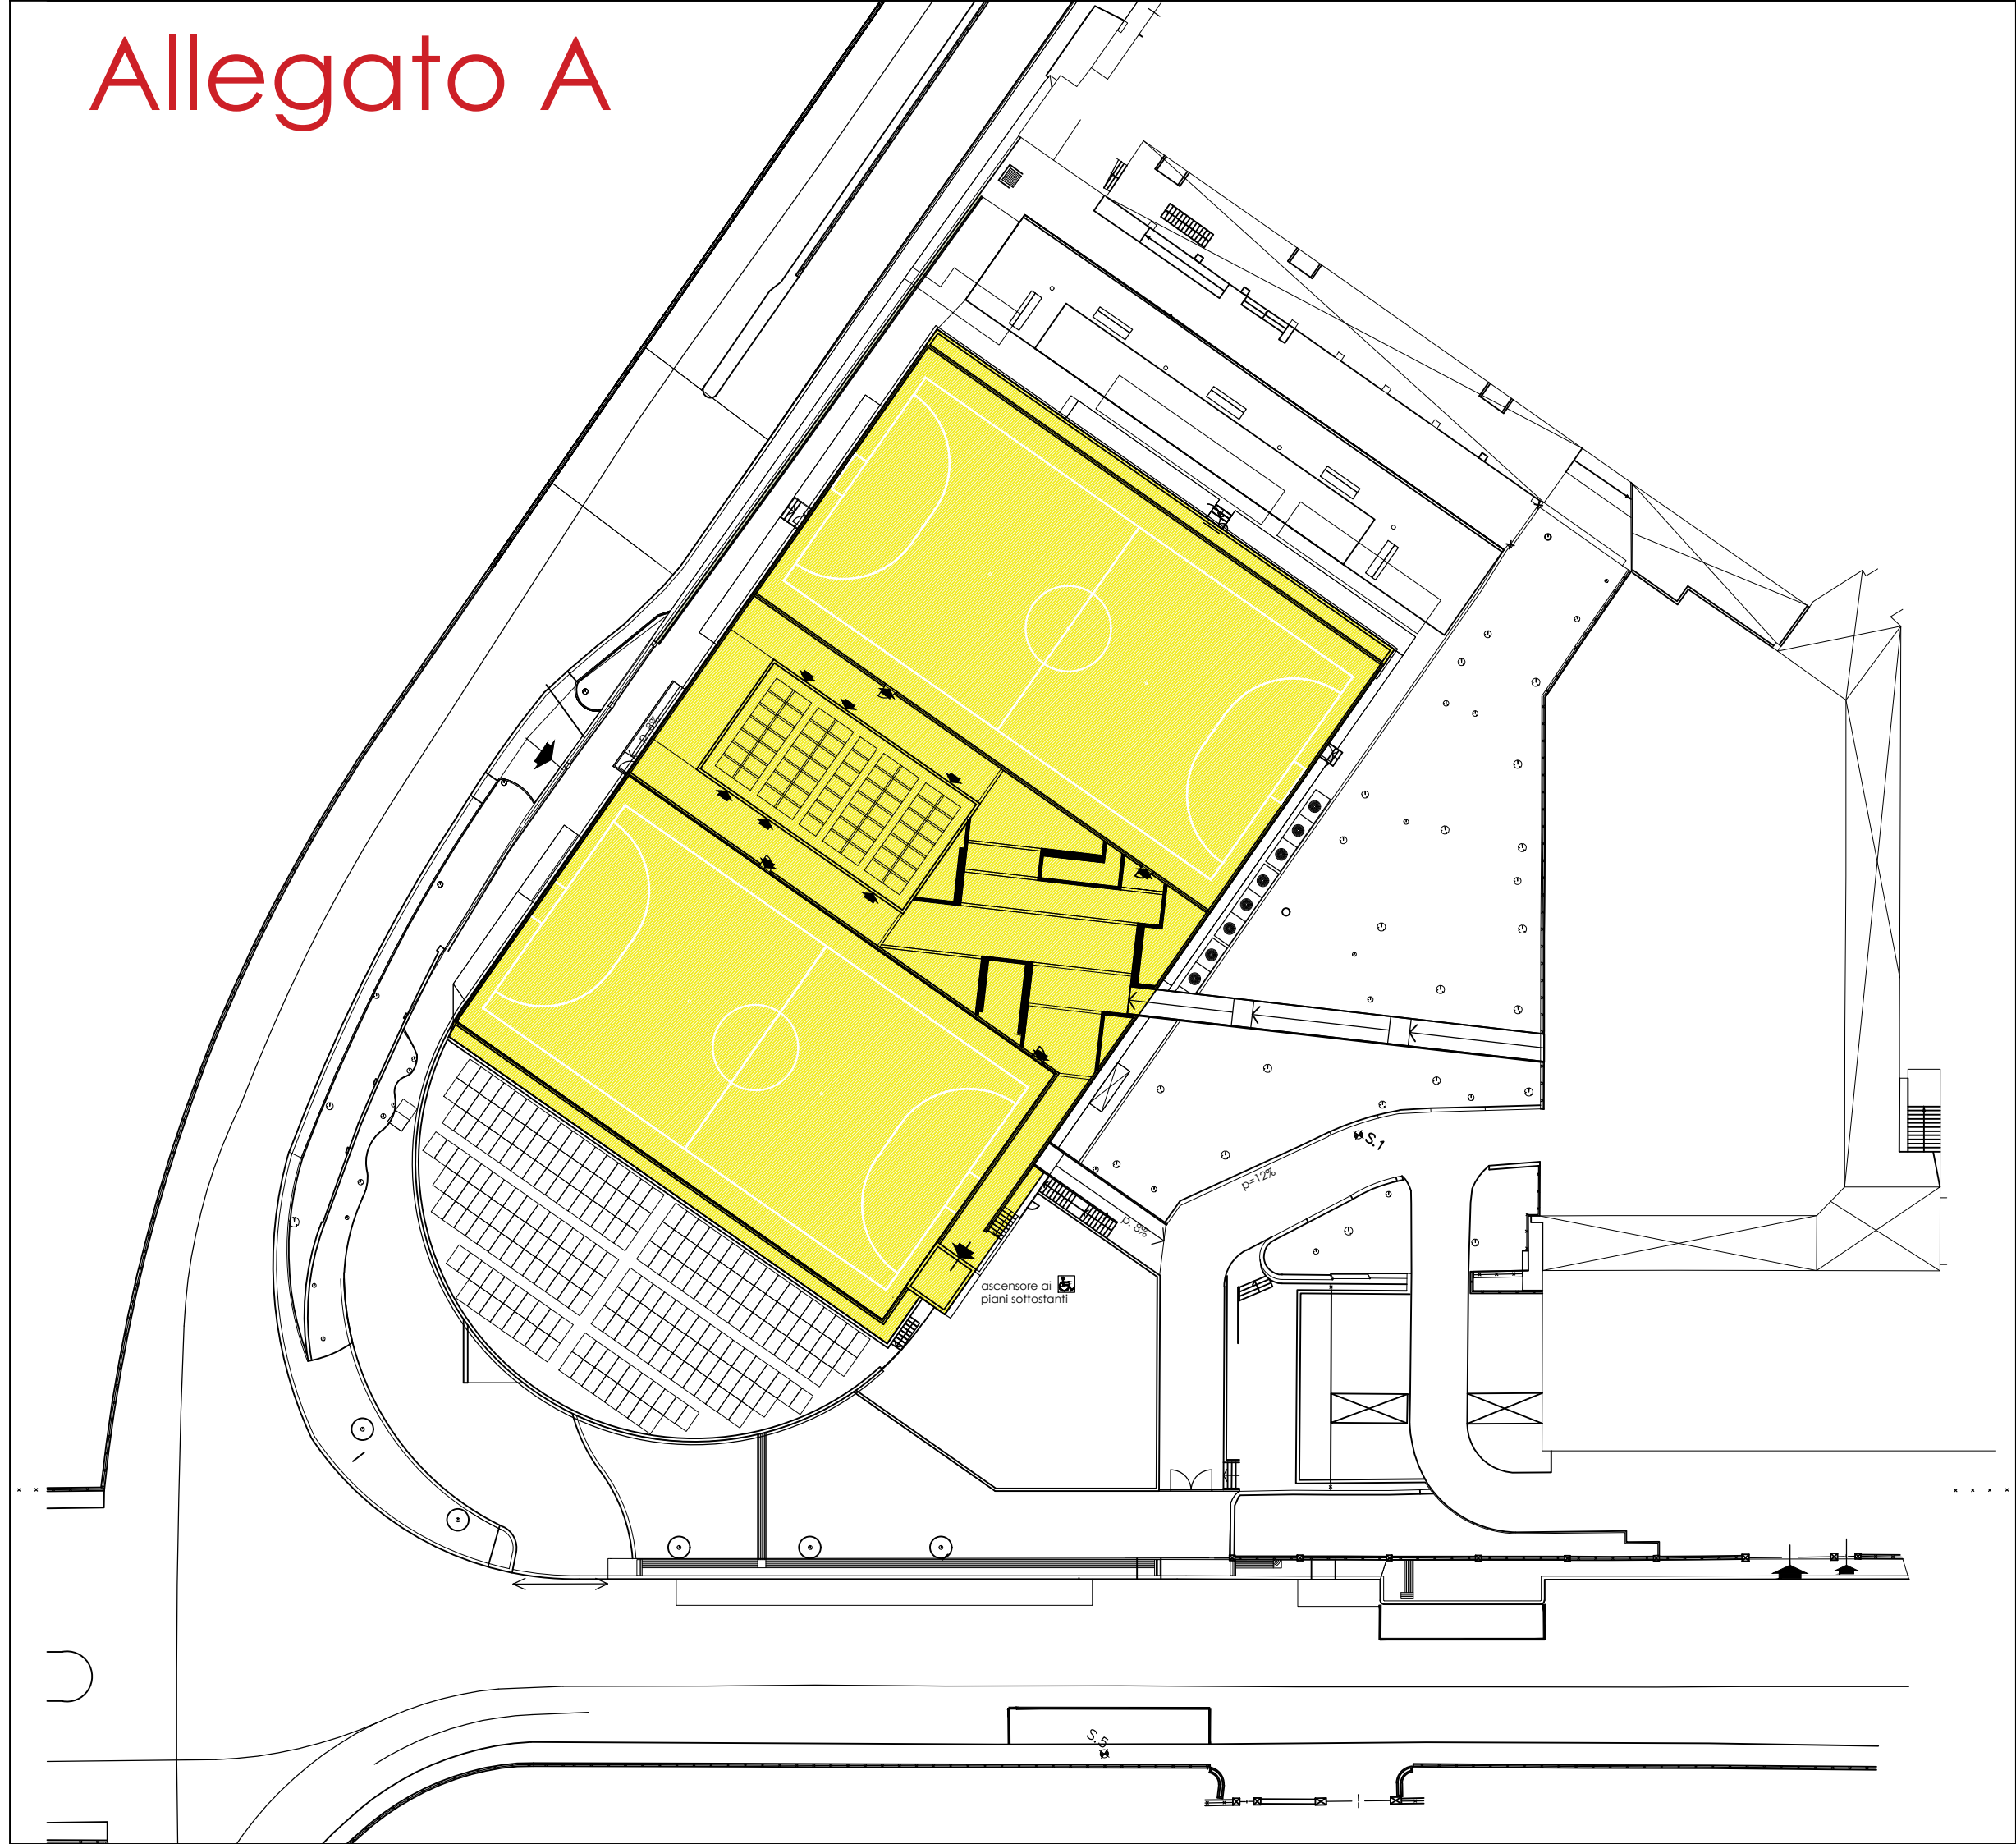 Allegato A
p. 8%
S.1
p=12%
p. 8%
ascensore ai
piani sottostanti
S.5